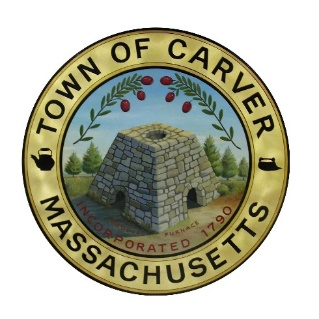 TOWN OF CARVER
FURNACE
INCORPORATED 1790
MASSACHUSETTS